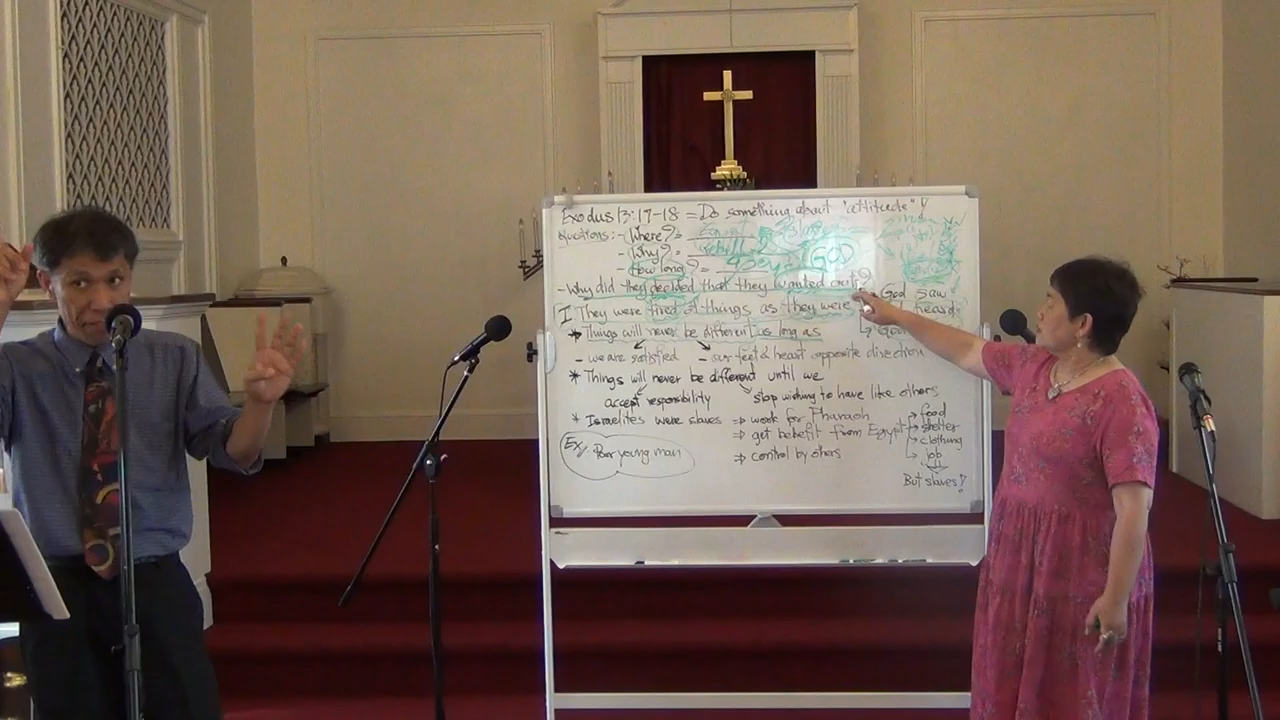 Exodus 13:17-18 = Do something about "attitude"!
Questions: - Where? =
- Why? =
- How long? =
GOD
- Why did they decided that they wanted out?
God saw
I They were tired of things as they were
heard
→ Things will never be different as long as
- we are satisfied - our feet & heart opposite direction
* Things will never be different until we
accept responsibility stop wishing to have like others
* Israelites were slaves ⇒ work for Pharaoh
⇒ get benefit from Egypt → food
→ shelter
→ clothing
→ job
⇒ control by others
Ex/ Poor young man
But slaves!